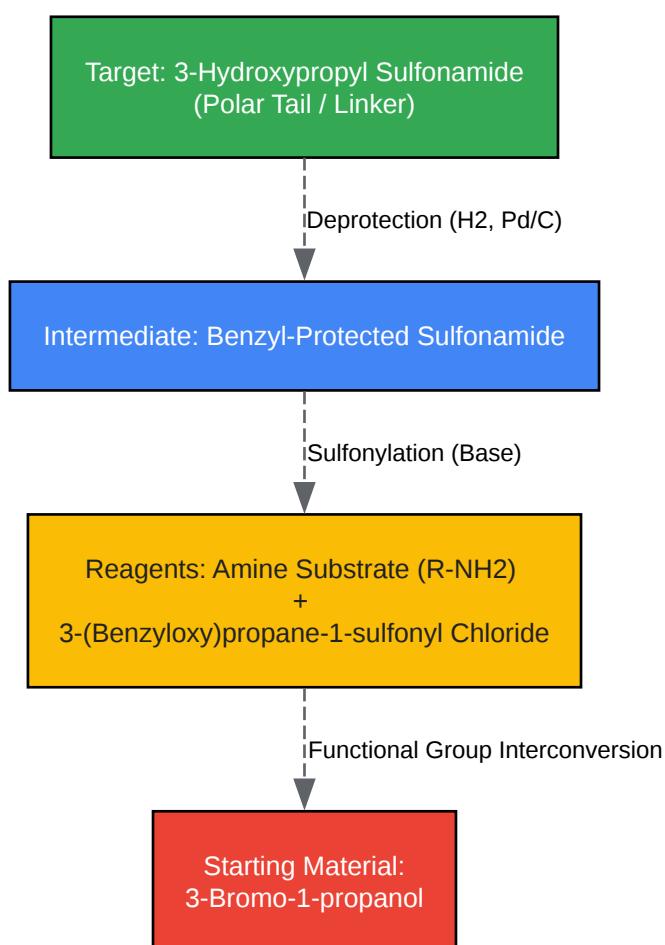 Target: 3-Hydroxypropyl Sulfonamide
(Polar Tail / Linker)
Deprotection (H2, Pd/C)
Intermediate: Benzyl-Protected Sulfonamide
Sulfonylation (Base)
Reagents: Amine Substrate (R-NH2)
+
3-(Benzyloxy)propane-1-sulfonyl Chloride
Functional Group Interconversion
Starting Material:
3-Bromo-1-propanol